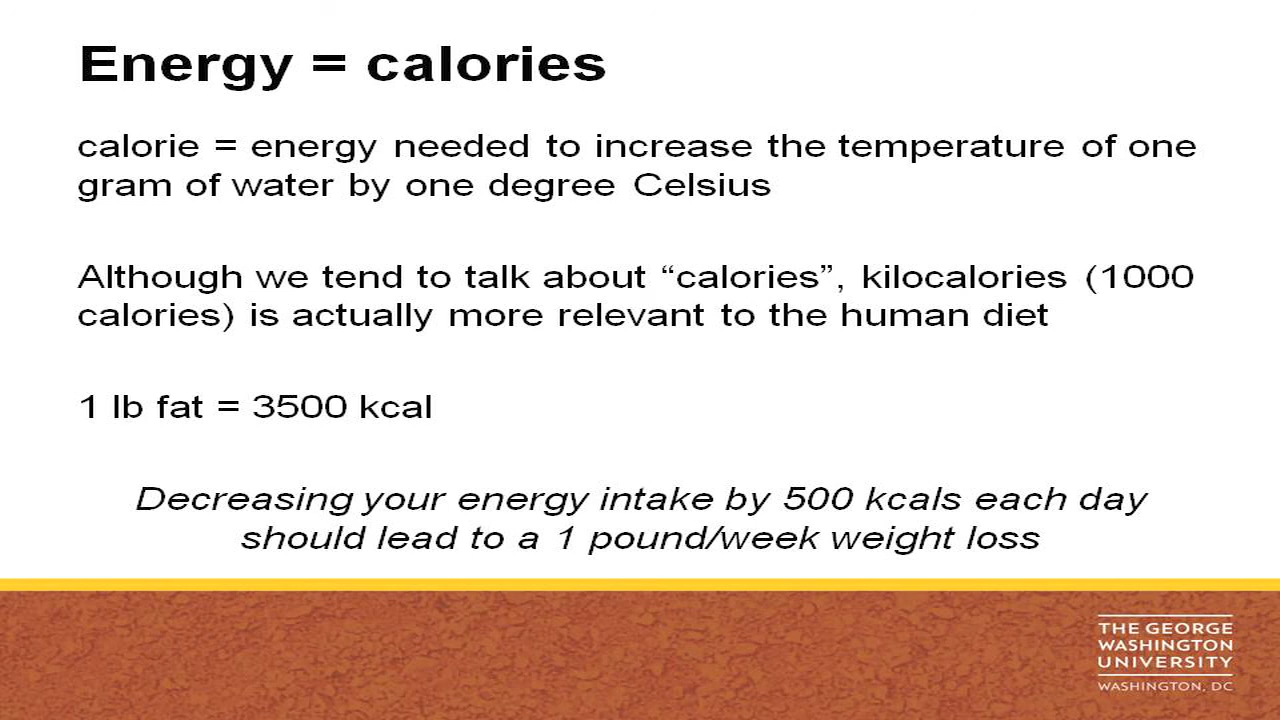 Energy = calories
calorie = energy needed to increase the temperature of one
gram of water by one degree Celsius
Although we tend to talk about “calories”, kilocalories (1000
calories) is actually more relevant to the human diet
1 lb fat = 3500 kcal
Decreasing your energy intake by 500 kcals each day
should lead to a 1 pound/week weight loss
THE GEORGE
WASHINGTON
UNIVERSITY
WASHINGTON, DC